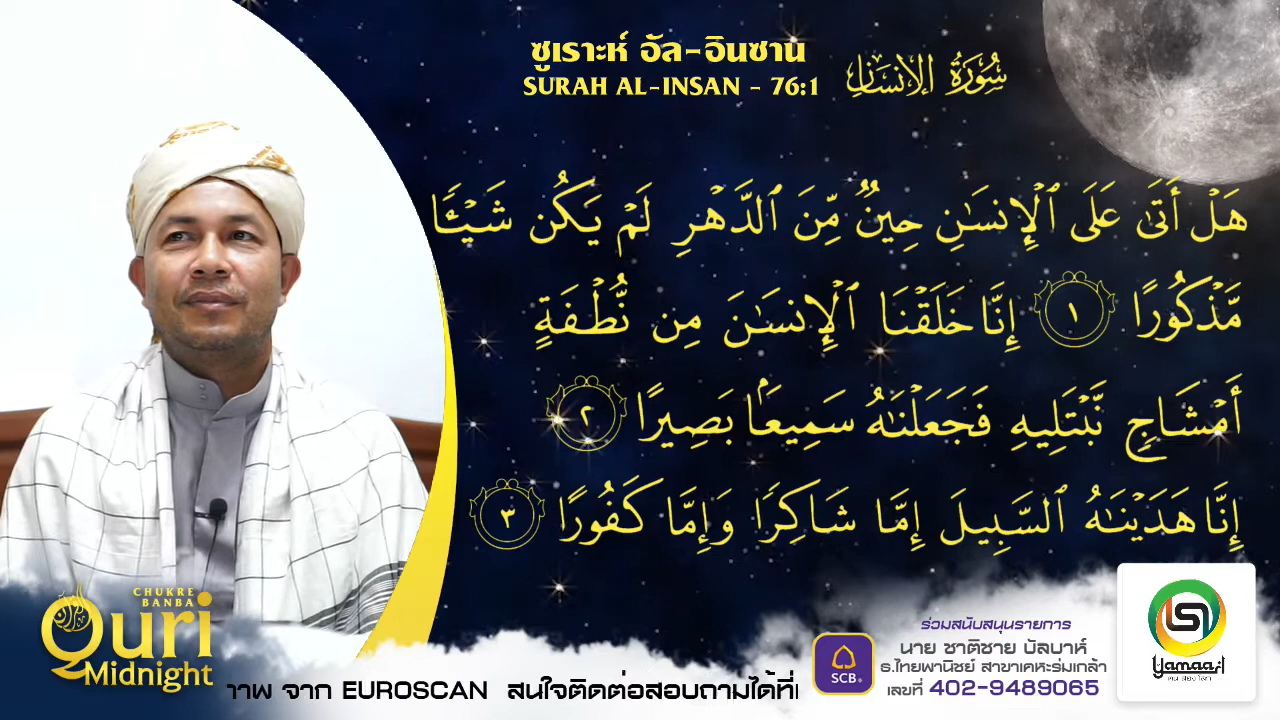 ซูเราะห์ อัล-อินซาน
SURAH AL-INSAN - 76:1
سُورَةُ الإِنسَانِ
هَلۡ أَتَىٰ عَلَى ٱلۡإِنسَـٰنِ حِينٌ مِّنَ ٱلدَّهۡرِ لَمۡ يَكُن شَيۡـًٔا
مَّذۡكُورًا ١ إِنَّا خَلَقۡنَا ٱلۡإِنسَـٰنَ مِن نُّطۡفَةٍ
أَمۡشَاجٍ نَّبۡتَلِيهِ فَجَعَلۡنَـٰهُ سَمِيعَۢا بَصِيرًا ٢
إِنَّا هَدَيۡنَـٰهُ ٱلسَّبِيلَ إِمَّا شَاكِرًا وَإِمَّا كَفُورًا ٣
CHUKRE
BANBA
Quri
Midnight
าาพ จาก EUROSCAN สนใจติดต่อสอบถามได้ที่
SCB
ร่วมสนับสนุนรายการ
นาย ชาติชาย บัลบาห์
ธ.ไทยพานิชย์ สาขาเคหะร่มเกล้า
เลขที่ 402-9489065
Yamaal